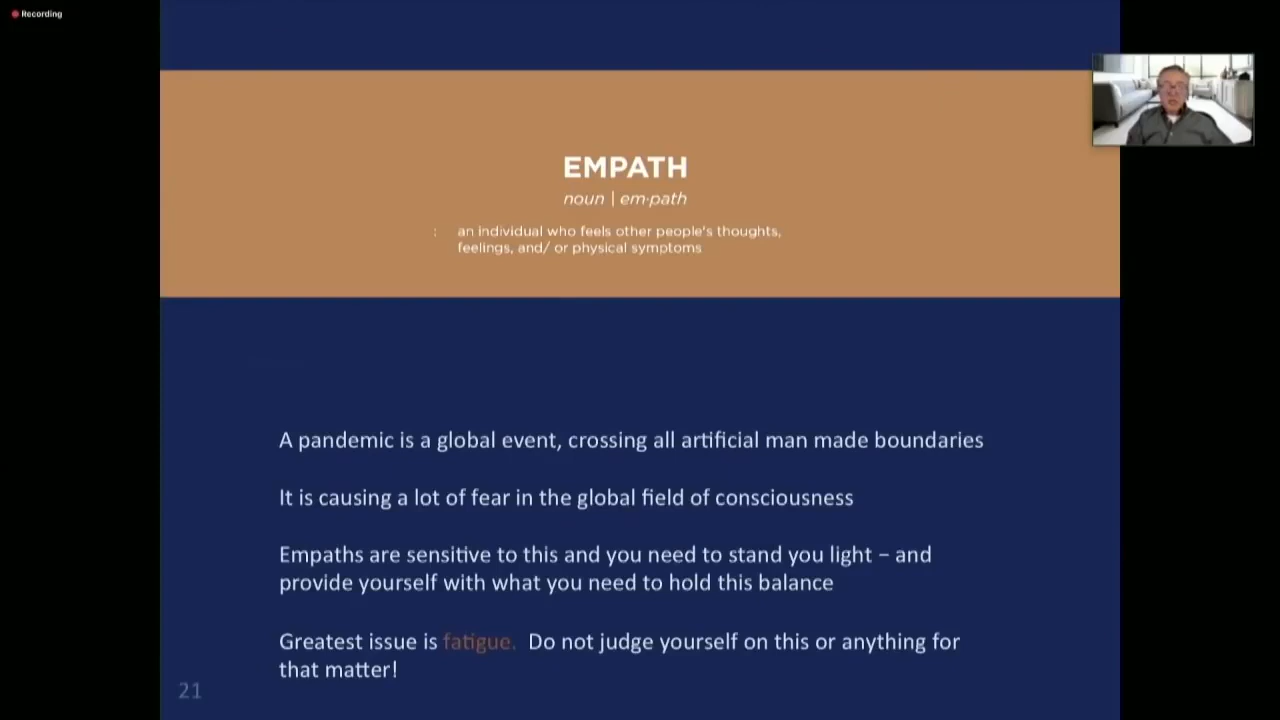 Recording
EMPATH
noun | em·path
: an individual who feels other people's thoughts,
feelings, and/ or physical symptoms
A pandemic is a global event, crossing all artificial man made boundaries
It is causing a lot of fear in the global field of consciousness
Empaths are sensitive to this and you need to stand you light – and
provide yourself with what you need to hold this balance
Greatest issue is fatigue. Do not judge yourself on this or anything for
that matter!
21